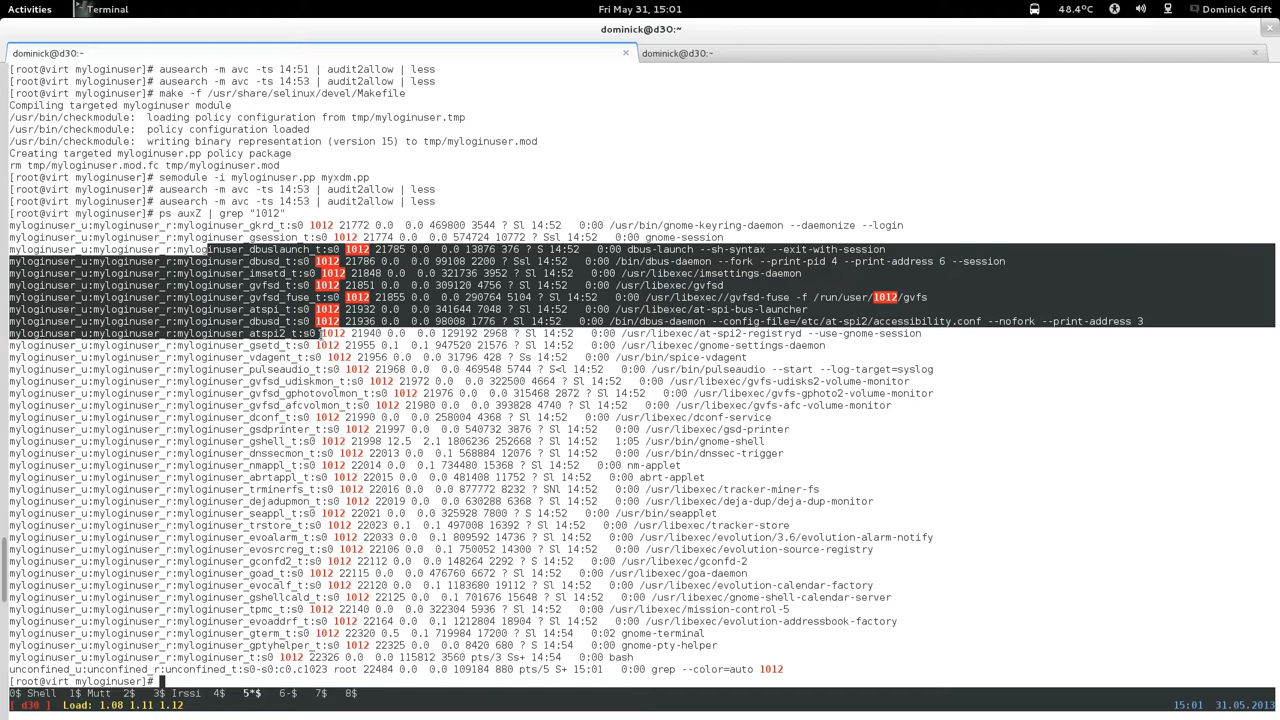 Activities Terminal Fri May 31, 15:01 48.4°C Dominick Grift
dominick@d30:~
dominick@d30:~ × dominick@d30:~ ×
[root@virt myloginuser]# ausearch -m avc -ts 14:51 | audit2allow | less
[root@virt myloginuser]# ausearch -m avc -ts 14:53 | audit2allow | less
[root@virt myloginuser]# make -f /usr/share/selinux/devel/Makefile
Compiling targeted myloginuser module
/usr/bin/checkmodule:  loading policy configuration from tmp/myloginuser.tmp
/usr/bin/checkmodule:  policy configuration loaded
/usr/bin/checkmodule:  writing binary representation (version 15) to tmp/myloginuser.mod
Creating targeted myloginuser.pp policy package
rm tmp/myloginuser.mod.fc tmp/myloginuser.mod
[root@virt myloginuser]# semodule -i myloginuser.pp myxdm.pp
[root@virt myloginuser]# ausearch -m avc -ts 14:53 | audit2allow | less
[root@virt myloginuser]# ausearch -m avc -ts 14:53 | audit2allow | less
[root@virt myloginuser]# ps auxZ | grep "1012"
myloginuser_u:myloginuser_r:myloginuser_gkrd_t:s0 1012 21772 0.0  0.0 469800 3544 ? Sl 14:52   0:00 /usr/bin/gnome-keyring-daemon --daemonize --login
myloginuser_u:myloginuser_r:myloginuser_gsession_t:s0 1012 21774 0.0  0.0 574724 10772 ? Ssl 14:52   0:00 gnome-session
myloginuser_u:myloginuser_r:myloginuser_dbuslaunch_t:s0 1012 21785 0.0  0.0 13876 376 ? S 14:52   0:00 dbus-launch --sh-syntax --exit-with-session
myloginuser_u:myloginuser_r:myloginuser_dbusd_t:s0 1012 21786 0.0  0.0 99108 2200 ? Ssl 14:52   0:00 /bin/dbus-daemon --fork --print-pid 4 --print-address 6 --session
myloginuser_u:myloginuser_r:myloginuser_imsetd_t:s0 1012 21848 0.0  0.0 321736 3952 ? Sl 14:52   0:00 /usr/libexec/imsettings-daemon
myloginuser_u:myloginuser_r:myloginuser_gvfsd_t:s0 1012 21851 0.0  0.0 309120 4756 ? Sl 14:52   0:00 /usr/libexec/gvfsd
myloginuser_u:myloginuser_r:myloginuser_gvfsd_fuse_t:s0 1012 21855 0.0  0.0 290764 5104 ? Sl 14:52   0:00 /usr/libexec//gvfsd-fuse -f /run/user/1012/gvfs
myloginuser_u:myloginuser_r:myloginuser_atspi_t:s0 1012 21932 0.0  0.0 341644 7048 ? Sl 14:52   0:00 /usr/libexec/at-spi-bus-launcher
myloginuser_u:myloginuser_r:myloginuser_dbusd_t:s0 1012 21936 0.0  0.0 98008 1776 ? Sl 14:52   0:00 /bin/dbus-daemon --config-file=/etc/at-spi2/accessibility.conf --nofork --print-address 3
myloginuser_u:myloginuser_r:myloginuser_atspi2_t:s0 1012 21940 0.0  0.0 129192 2968 ? Sl 14:52   0:00 /usr/libexec/at-spi2-registryd --use-gnome-session
myloginuser_u:myloginuser_r:myloginuser_gsetd_t:s0 1012 21955 0.1  0.1 947520 21576 ? Sl 14:52   0:00 /usr/libexec/gnome-settings-daemon
myloginuser_u:myloginuser_r:myloginuser_vdagent_t:s0 1012 21956 0.0  0.0 31796 428 ? Ss 14:52   0:00 /usr/bin/spice-vdagent
myloginuser_u:myloginuser_r:myloginuser_pulseaudio_t:s0 1012 21968 0.0  0.0 469548 5744 ? S<l 14:52   0:00 /usr/bin/pulseaudio --start --log-target=syslog
myloginuser_u:myloginuser_r:myloginuser_gvfsd_udiskmon_t:s0 1012 21972 0.0  0.0 322500 4664 ? Sl 14:52   0:00 /usr/libexec/gvfs-udisks2-volume-monitor
myloginuser_u:myloginuser_r:myloginuser_gvfsd_gphotovolmon_t:s0 1012 21976 0.0  0.0 315468 2872 ? Sl 14:52   0:00 /usr/libexec/gvfs-gphoto2-volume-monitor
myloginuser_u:myloginuser_r:myloginuser_gvfsd_afcvolmon_t:s0 1012 21980 0.0  0.0 393828 4740 ? Sl 14:52   0:00 /usr/libexec/gvfs-afc-volume-monitor
myloginuser_u:myloginuser_r:myloginuser_dconf_t:s0 1012 21990 0.0  0.0 258004 4368 ? Sl 14:52   0:00 /usr/libexec/dconf-service
myloginuser_u:myloginuser_r:myloginuser_gsdprinter_t:s0 1012 21997 0.0  0.0 540732 3876 ? Sl 14:52   0:00 /usr/libexec/gsd-printer
myloginuser_u:myloginuser_r:myloginuser_gshell_t:s0 1012 21998 12.5  2.1 1806236 252668 ? Sl 14:52   1:05 /usr/bin/gnome-shell
myloginuser_u:myloginuser_r:myloginuser_dnssecmon_t:s0 1012 22013 0.0  0.1 568884 12076 ? Sl 14:52   0:00 /usr/bin/dnssec-trigger
myloginuser_u:myloginuser_r:myloginuser_nmappl_t:s0 1012 22014 0.0  0.1 734480 15368 ? Sl 14:52   0:00 nm-applet
myloginuser_u:myloginuser_r:myloginuser_abrtappl_t:s0 1012 22015 0.0  0.0 481408 11752 ? Sl 14:52   0:00 abrt-applet
myloginuser_u:myloginuser_r:myloginuser_trminerfs_t:s0 1012 22016 0.0  0.0 877772 8232 ? SNl 14:52   0:00 /usr/libexec/tracker-miner-fs
myloginuser_u:myloginuser_r:myloginuser_dejadupmon_t:s0 1012 22019 0.0  0.0 630288 6368 ? Sl 14:52   0:00 /usr/libexec/deja-dup/deja-dup-monitor
myloginuser_u:myloginuser_r:myloginuser_seappl_t:s0 1012 22021 0.0  0.0 325928 7800 ? S 14:52   0:00 /usr/bin/seapplet
myloginuser_u:myloginuser_r:myloginuser_trstore_t:s0 1012 22023 0.1  0.1 497008 16392 ? Sl 14:52   0:00 /usr/libexec/tracker-store
myloginuser_u:myloginuser_r:myloginuser_evoalarm_t:s0 1012 22033 0.0  0.1 809592 14736 ? Sl 14:52   0:00 /usr/libexec/evolution/3.6/evolution-alarm-notify
myloginuser_u:myloginuser_r:myloginuser_evosrcreg_t:s0 1012 22106 0.0  0.1 750052 14300 ? Sl 14:52   0:00 /usr/libexec/evolution-source-registry
myloginuser_u:myloginuser_r:myloginuser_gconfd2_t:s0 1012 22112 0.0  0.0 148264 2292 ? S 14:52   0:00 /usr/libexec/gconfd-2
myloginuser_u:myloginuser_r:myloginuser_goad_t:s0 1012 22115 0.0  0.0 476760 6672 ? Sl 14:52   0:00 /usr/libexec/goa-daemon
myloginuser_u:myloginuser_r:myloginuser_evocalf_t:s0 1012 22120 0.0  0.1 1183680 19112 ? Sl 14:52   0:00 /usr/libexec/evolution-calendar-factory
myloginuser_u:myloginuser_r:myloginuser_gshellcald_t:s0 1012 22125 0.0  0.1 701676 15648 ? Sl 14:52   0:00 /usr/libexec/gnome-shell-calendar-server
myloginuser_u:myloginuser_r:myloginuser_tpmc_t:s0 1012 22140 0.0  0.0 322304 5936 ? Sl 14:52   0:00 /usr/libexec/mission-control-5
myloginuser_u:myloginuser_r:myloginuser_evoaddrf_t:s0 1012 22164 0.0  0.1 1212804 18904 ? Sl 14:52   0:00 /usr/libexec/evolution-addressbook-factory
myloginuser_u:myloginuser_r:myloginuser_gterm_t:s0 1012 22320 0.5  0.1 719984 17200 ? Sl 14:54   0:02 gnome-terminal
myloginuser_u:myloginuser_r:myloginuser_gptyhelper_t:s0 1012 22325 0.0  0.0 8420 680 ? S 14:54   0:00 gnome-pty-helper
myloginuser_u:myloginuser_r:myloginuser_t:s0 1012 22326 0.0  0.0 115812 3560 pts/3 Ss+ 14:54   0:00 bash
unconfined_u:unconfined_r:unconfined_t:s0-s0:c0.c1023 root 22484 0.0  0.0 109184 880 pts/5 S+ 15:01   0:00 grep --color=auto 1012
[root@virt myloginuser]#
0$ Shell  1$ Mutt  2$  3$ Irssi  4$  5*$  6-$  7$  8$
[ d30 ] Load: 1.08 1.11 1.12 15:01 31.05.2013